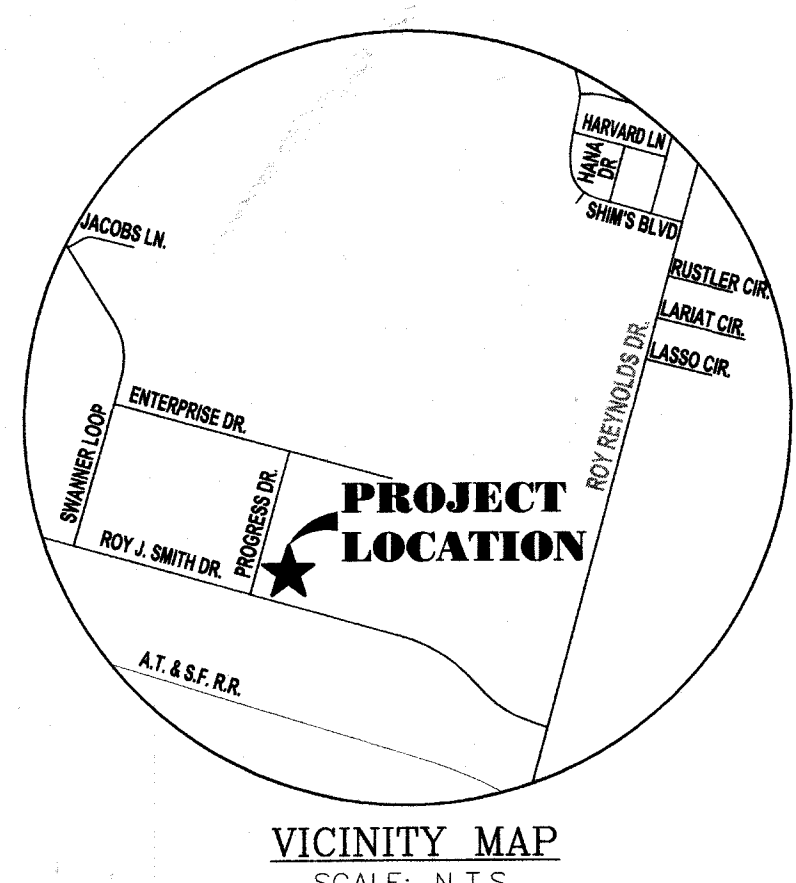 HARVARD LN
HANA
DR
SHIM'S BLVD
JACOBS LN.
RUSTLER CIR.
LARIAT CIR.
LASSO CIR.
ROY REYNOLDS DR.
ENTERPRISE DR.
SWANNER LOOP
PROGRESS DR.
PROJECT
LOCATION
ROY J. SMITH DR.
A.T. & S.F. R.R.
VICINITY MAP
SCALE: N.T.S.